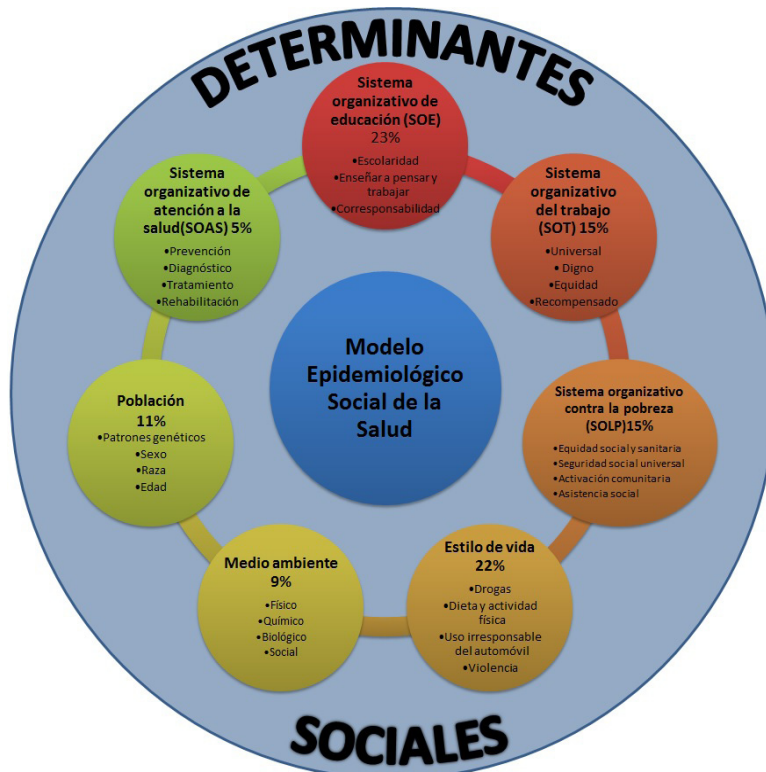 DETERMINANTES
Sistema
organizativo de
educación (SOE)
23%
•Escolaridad
•Enseñar a pensar y
trabajar
•Corresponsabilidad
Sistema
organizativo
del trabajo
(SOT) 15%
•Universal
• Digno
•Equidad
•Recompensado
Sistema organizativo
contra la pobreza
(SOLP)15%
•Equidad social y sanitaria
•Seguridad social universal
•Activación comunitaria
•Asistencia social
Estilo de vida
22%
•Drogas
•Dieta y actividad
física
•Uso irresponsable
del automóvil
•Violencia
Medio ambiente
9%
•Físico
•Químico
•Biológico
•Social
Población
11%
•Patrones genéticos
•Sexo
•Raza
•Edad
Sistema
organizativo de
atención a la
salud(SOAS) 5%
•Prevención
•Diagnóstico
•Tratamiento
•Rehabilitación
Modelo
Epidemiológico
Social de la
Salud
SOCIALES